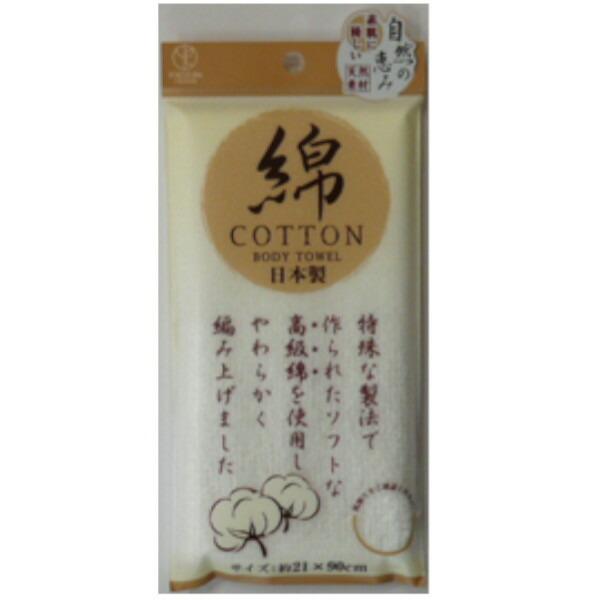 自然の恵み
素肌に
優しい
天然
素材
綿
COTTON
BODY TOWEL
日本製
特殊な製法で
作られたソフトな
高級綿を使用し
やわらかく
編み上げました
サイズ:約21×90cm